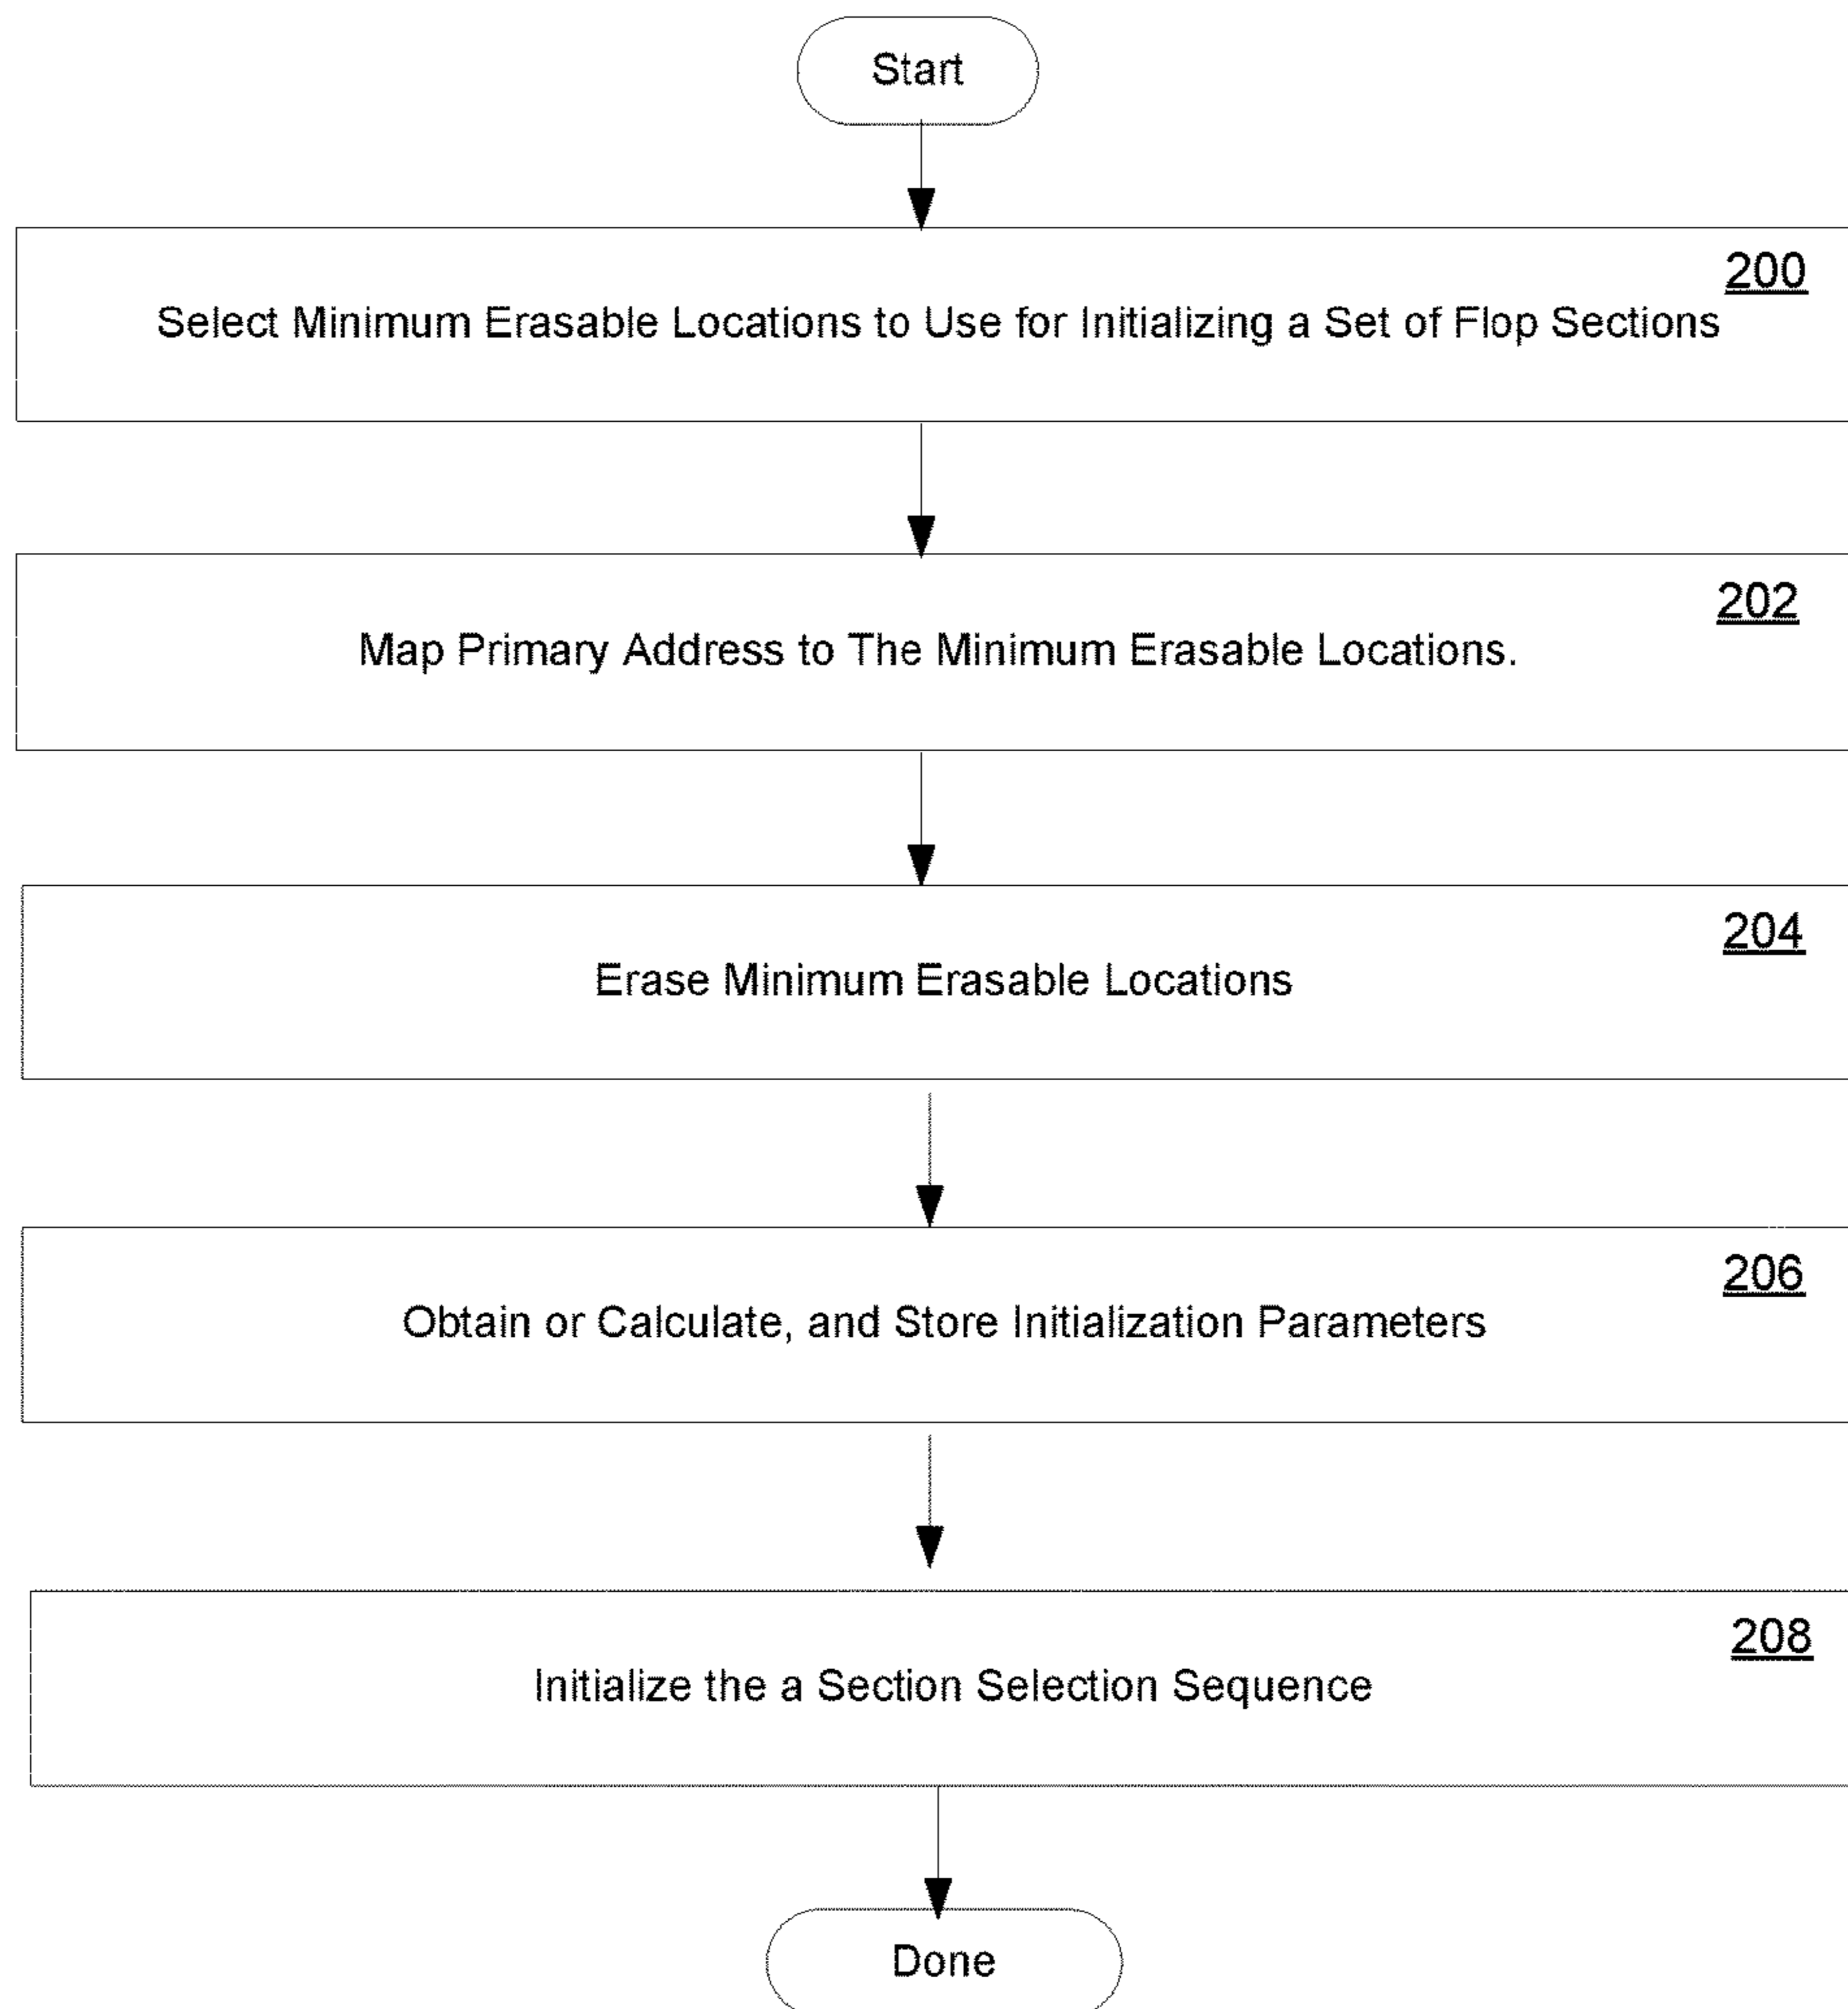 Start
200
Select Minimum Erasable Locations to Use for Initializing a Set of Flop Sections
202
Map Primary Address to The Minimum Erasable Locations.
204
Erase Minimum Erasable Locations
206
Obtain or Calculate, and Store Initialization Parameters
208
Initialize the a Section Selection Sequence
Done